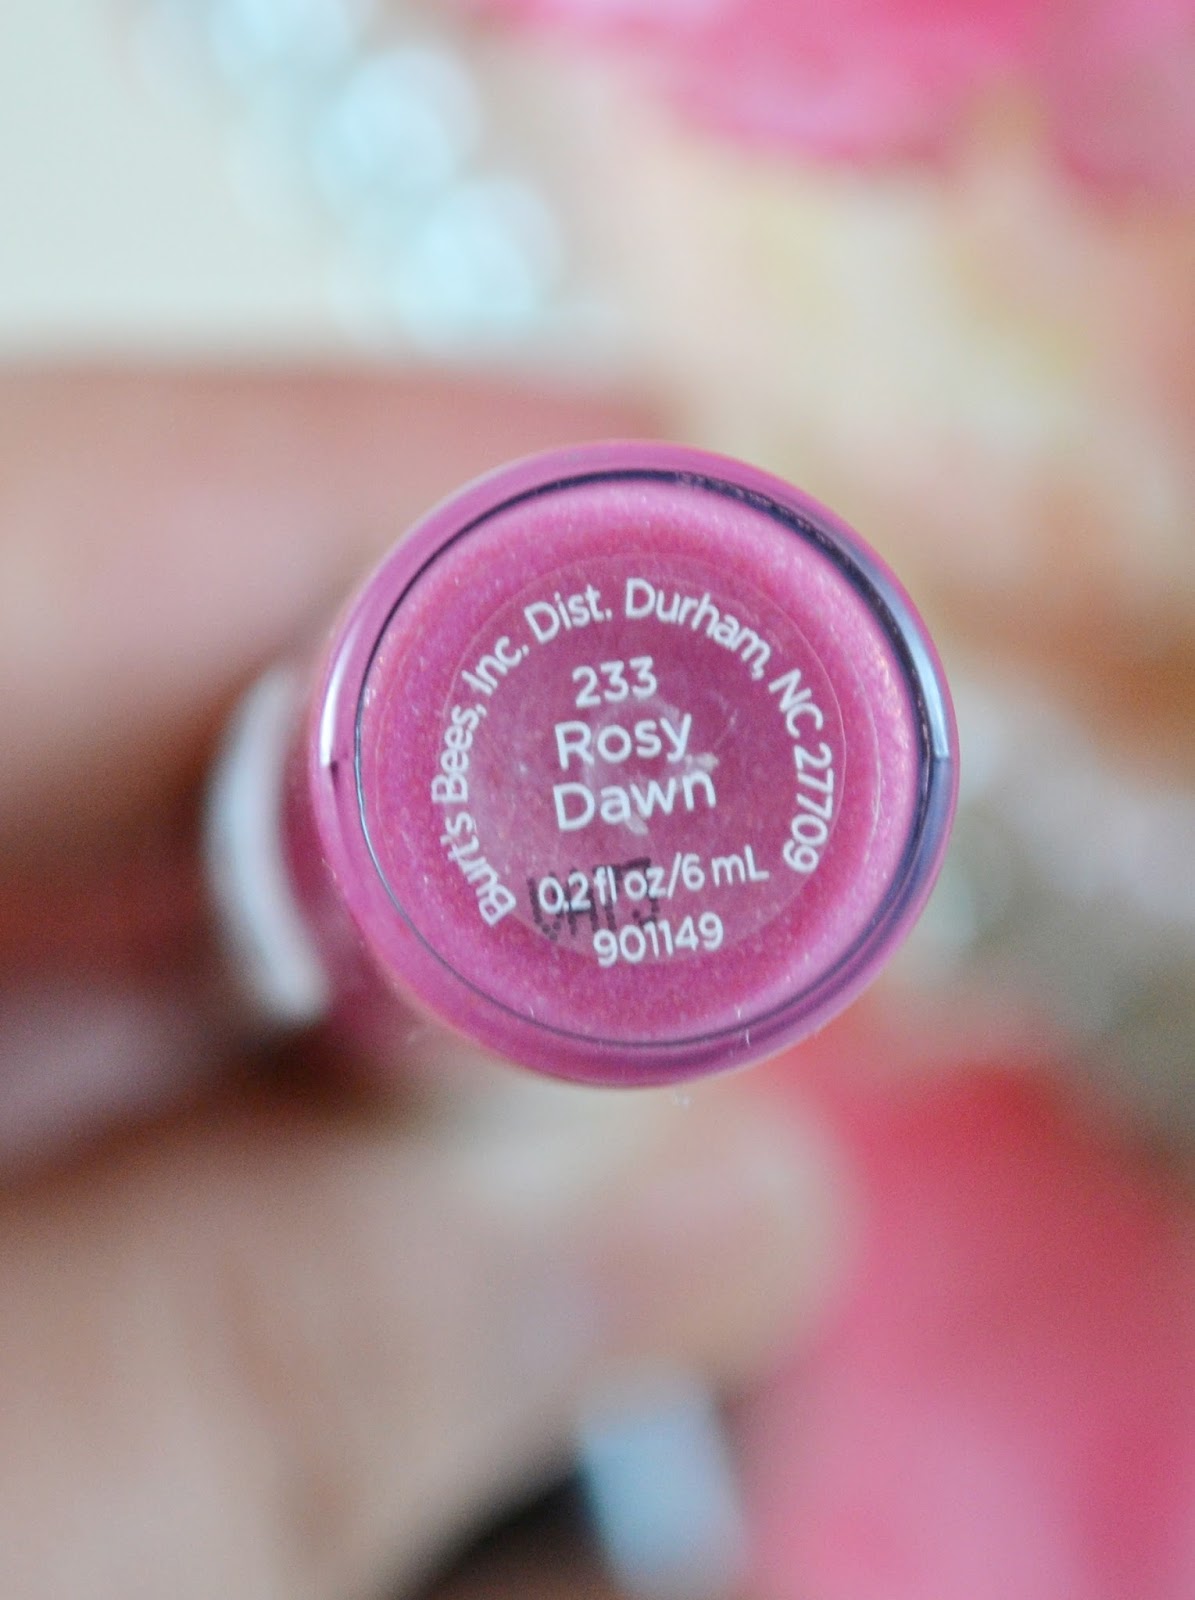 Burt's Bees, Inc. Dist. Durham, NC 27709
233
Rosy
Dawn
0.2 fl oz/6 mL
901149